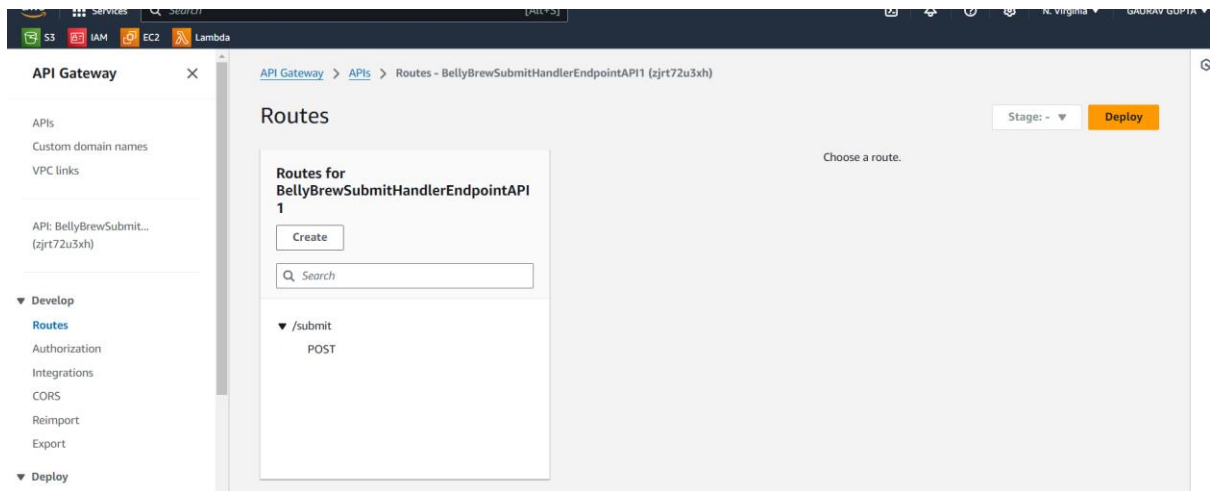 aws Services Search [Alt+S] N. Virginia GAURAV GUPTA
S3 IAM EC2 Lambda
API Gateway
APIs
Custom domain names
VPC links
API: BellyBrewSubmit...
(zjrt72u3xh)
Develop
Routes
Authorization
Integrations
CORS
Reimport
Export
Deploy
API Gateway > APIs > Routes - BellyBrewSubmitHandlerEndpointAPI1 (zjrt72u3xh)
Routes
Stage: - Deploy
Routes for
BellyBrewSubmitHandlerEndpointAPI
1
Create
Search
/submit
POST
Choose a route.